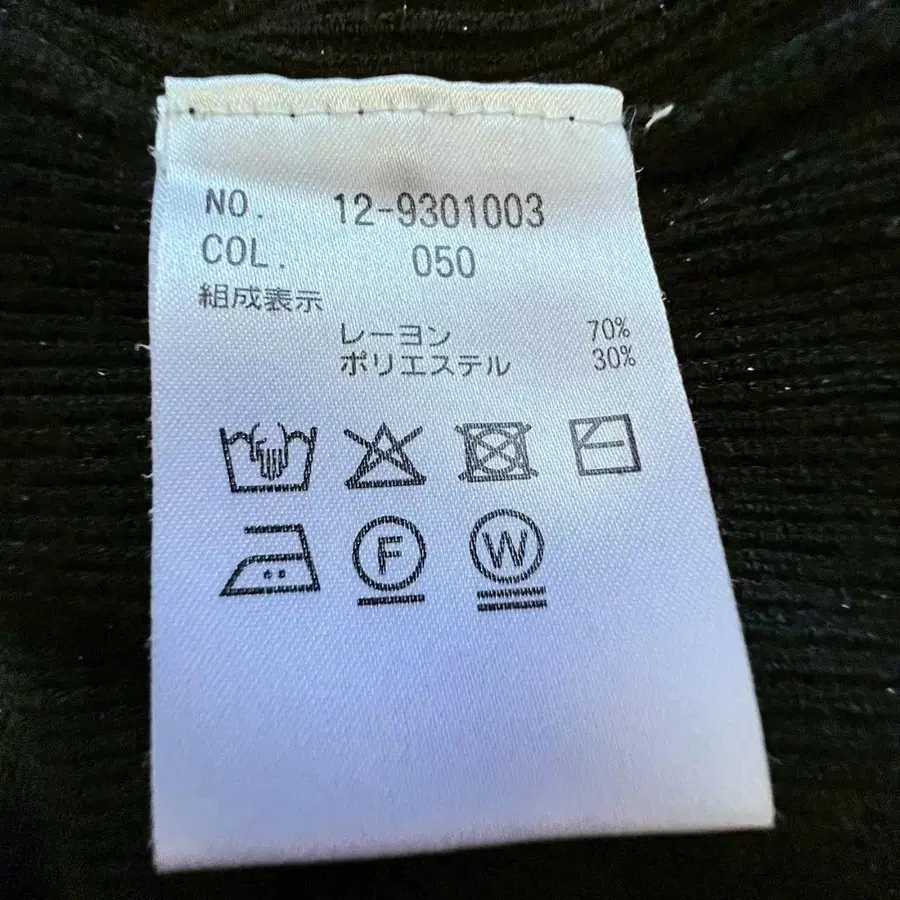 NO. 12-9301003
COL. 050
組成表示
レーヨン 70%
ポリエステル 30%
F W